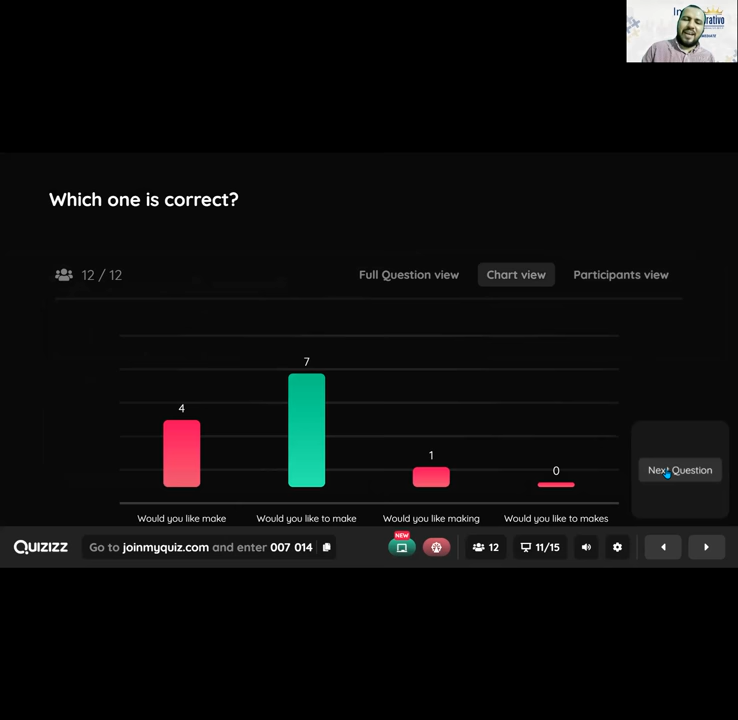 Which one is correct?
12 / 12
Full Question view
Chart view
Participants view
4
7
1
0
Would you like make
Would you like to make
Would you like making
Would you like to makes
Next Question
Quizizz
Go to joinmyquiz.com and enter 007 014
NEW
12
11/15